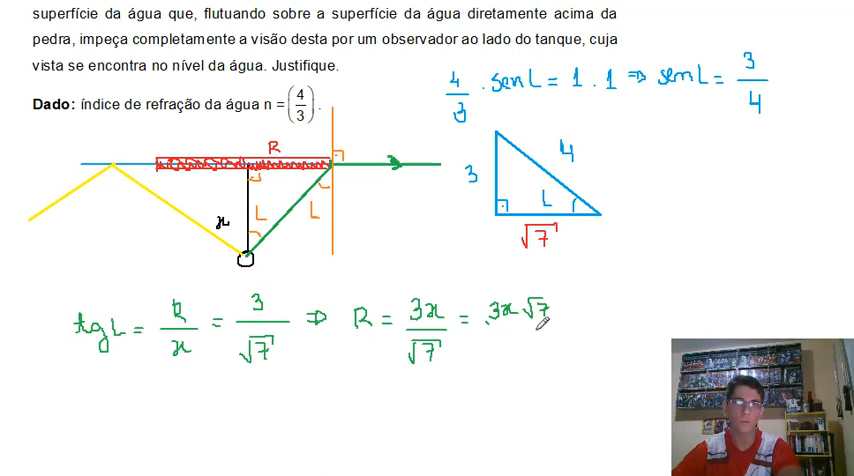 superfície da água que, flutuando sobre a superfície da água diretamente acima da
pedra, impeça completamente a visão desta por um observador ao lado do tanque, cuja
vista se encontra no nível da água. Justifique.
Dado: índice de refração da água n = (4/3).
4/3 . sen L = 1 . 1 ⇒ sen L = 3/4
R
x
L
L
3
4
L
√7
tg L = R/x = 3/√7 ⇒ R = 3x/√7 = 3x√7